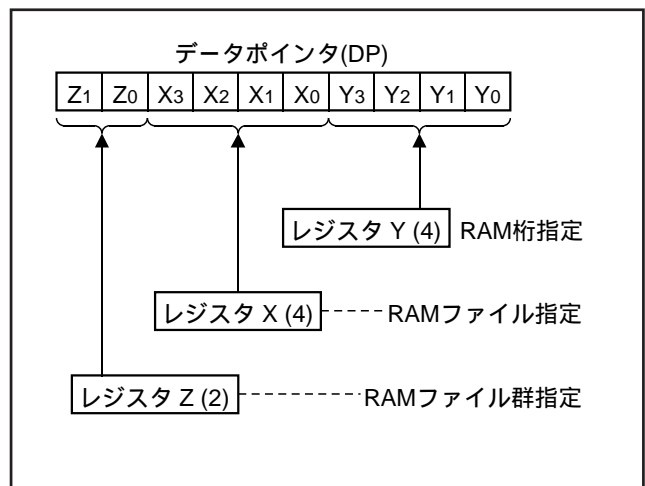 データポインタ(DP)
Z1 Z0 X3 X2 X1 X0 Y3 Y2 Y1 Y0
レジスタ Y (4) RAM桁指定
レジスタ X (4) RAMファイル指定
レジスタ Z (2) RAMファイル群指定